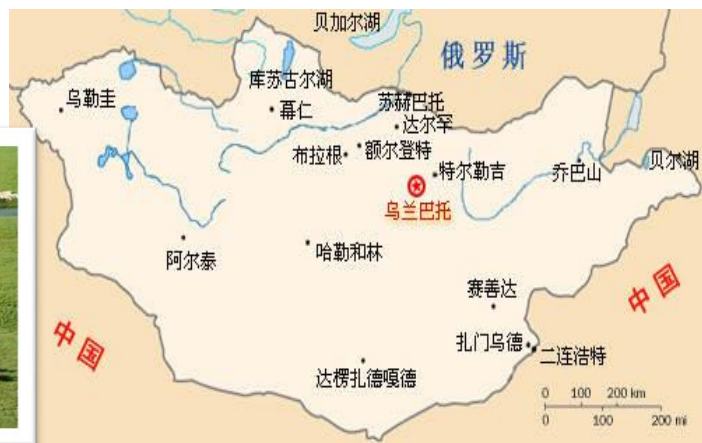 贝加尔湖
俄罗斯
库苏古尔湖
乌勒圭
木仁
苏赫巴托
达尔罕
额尔登特
布拉根
特尔勒吉
乔巴山
贝尔湖
乌兰巴托
阿尔泰
哈勒和林
赛善达
中国
中国
扎门乌德
二连浩特
达楞扎德嘎德
0 100 200 km
0 100 200 mi